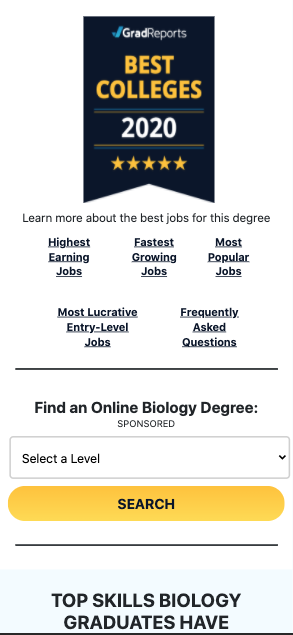 GradReports
BEST
COLLEGES
2020
Learn more about the best jobs for this degree
Highest Earning Jobs
Fastest Growing Jobs
Most Popular Jobs
Most Lucrative Entry-Level Jobs
Frequently Asked Questions
Find an Online Biology Degree:
SPONSORED
Select a Level
SEARCH
TOP SKILLS BIOLOGY
GRADUATES HAVE